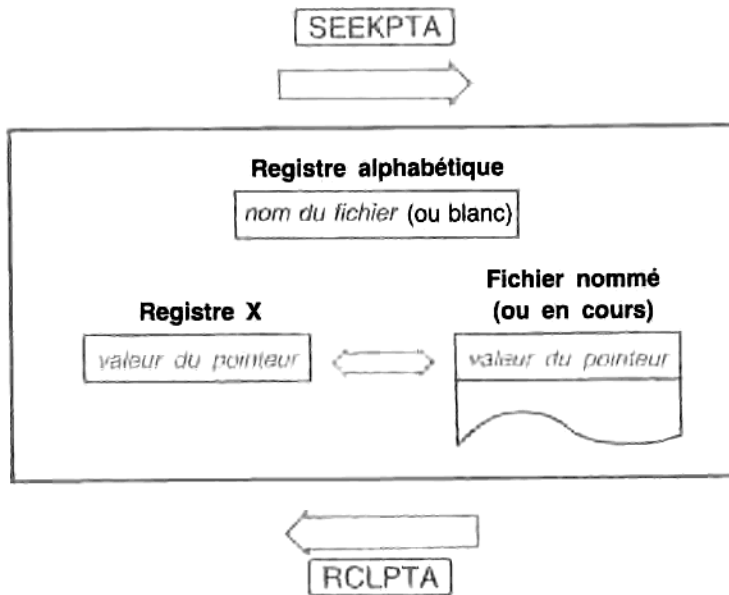 SEEKPTA
Registre alphabétique
nom du fichier (ou blanc)
Registre X
valeur du pointeur
Fichier nommé
(ou en cours)
valeur du pointeur
RCLPTA